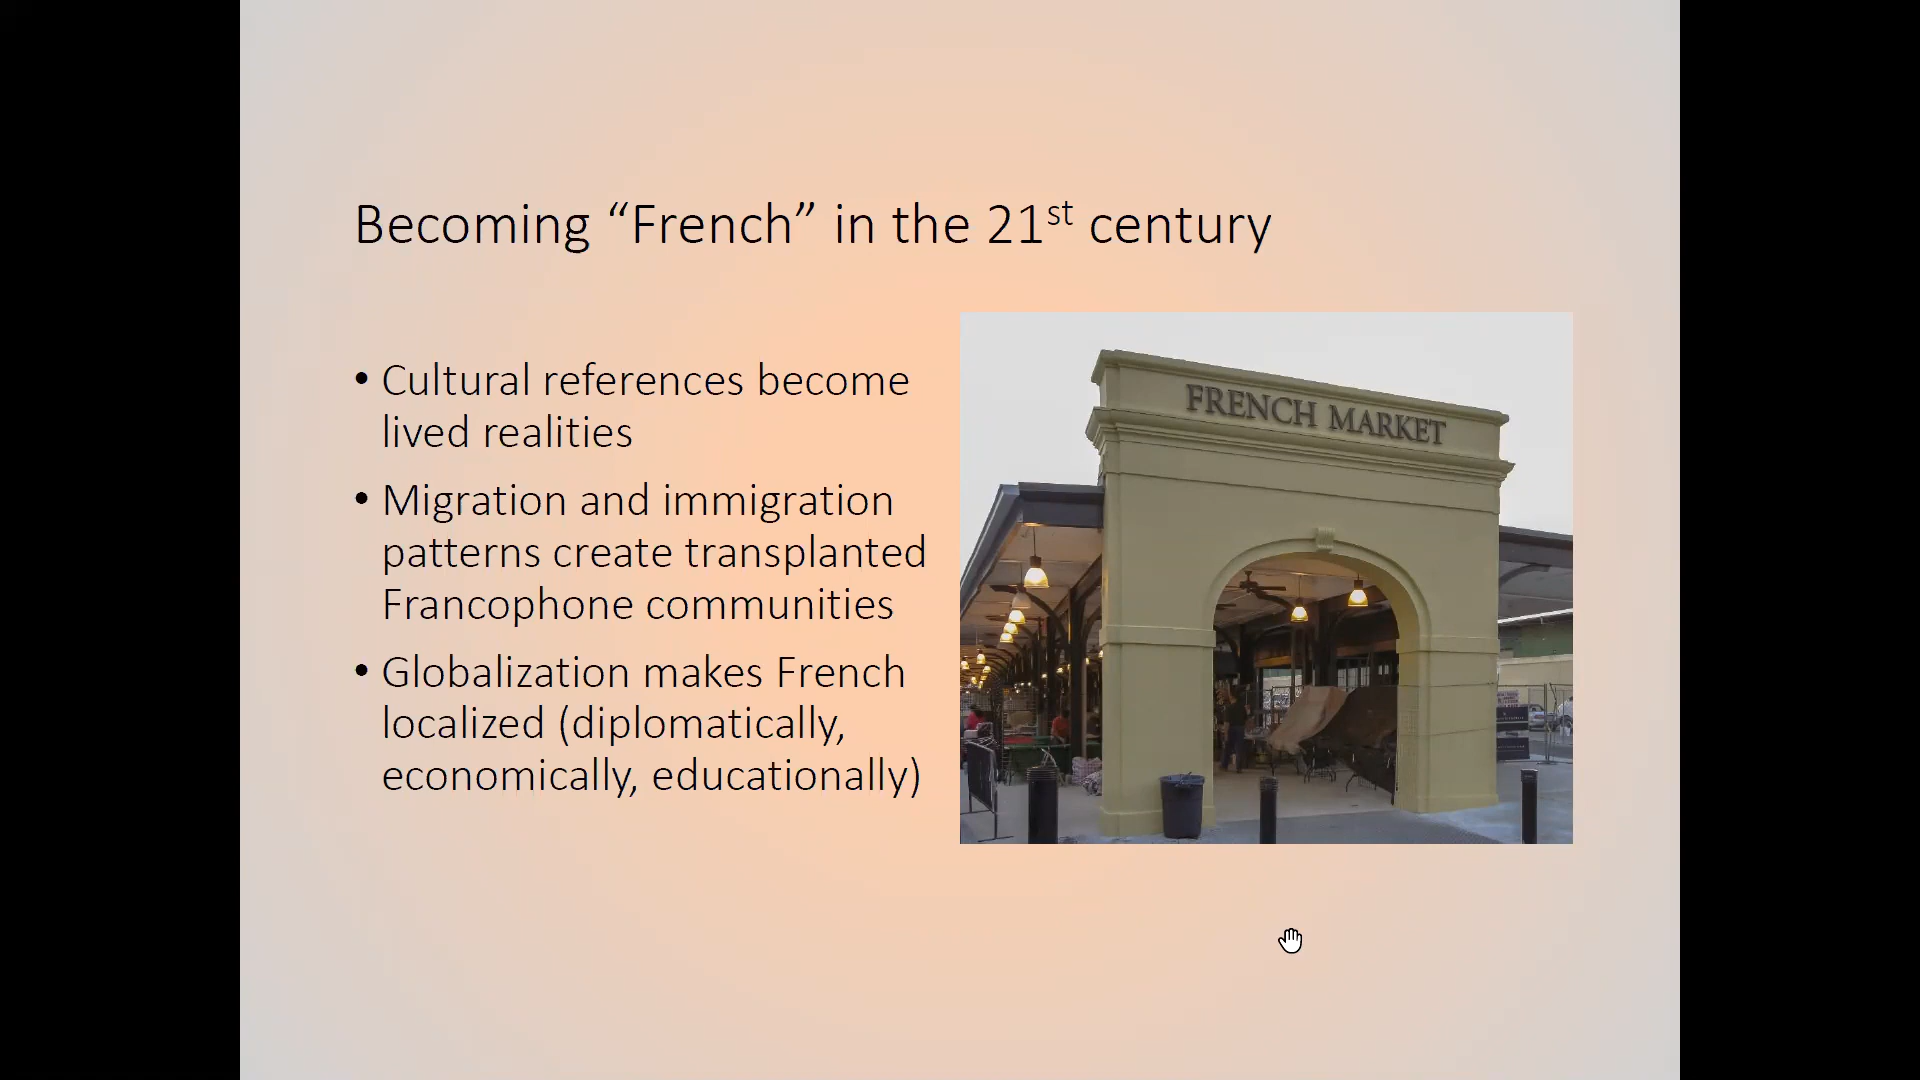 Becoming “French” in the 21st century
• Cultural references become
lived realities
• Migration and immigration
patterns create transplanted
Francophone communities
• Globalization makes French
localized (diplomatically,
economically, educationally)
FRENCH MARKET